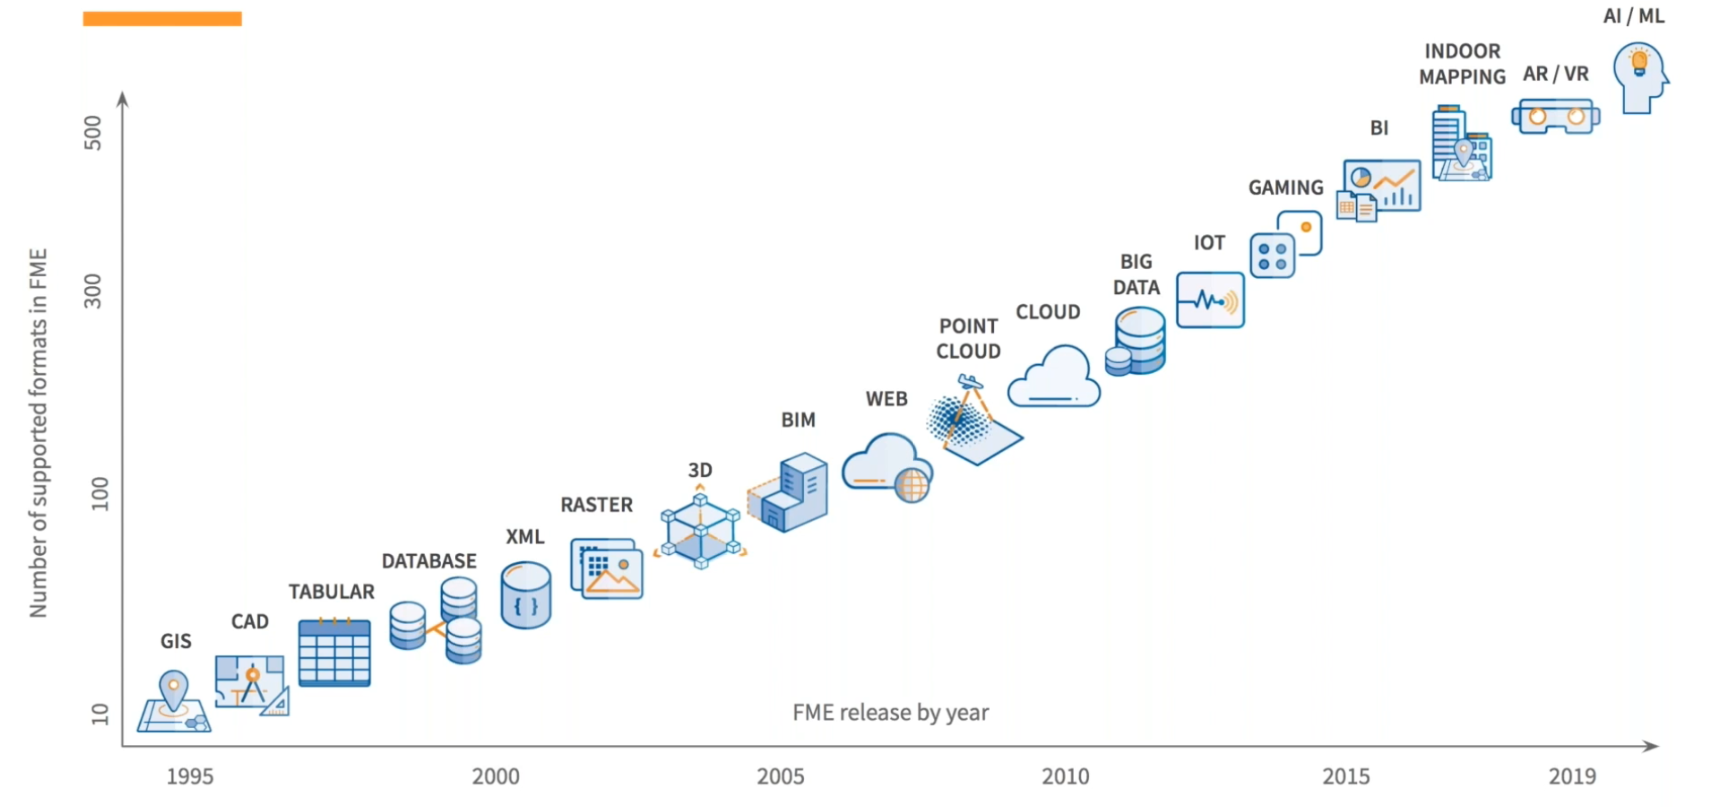 AI / ML
INDOOR
MAPPING
AR / VR
BI
GAMING
IOT
BIG
DATA
CLOUD
POINT
CLOUD
WEB
BIM
3D
RASTER
XML
{ }
DATABASE
TABULAR
CAD
GIS
Number of supported formats in FME
500
300
100
10
FME release by year
1995
2000
2005
2010
2015
2019